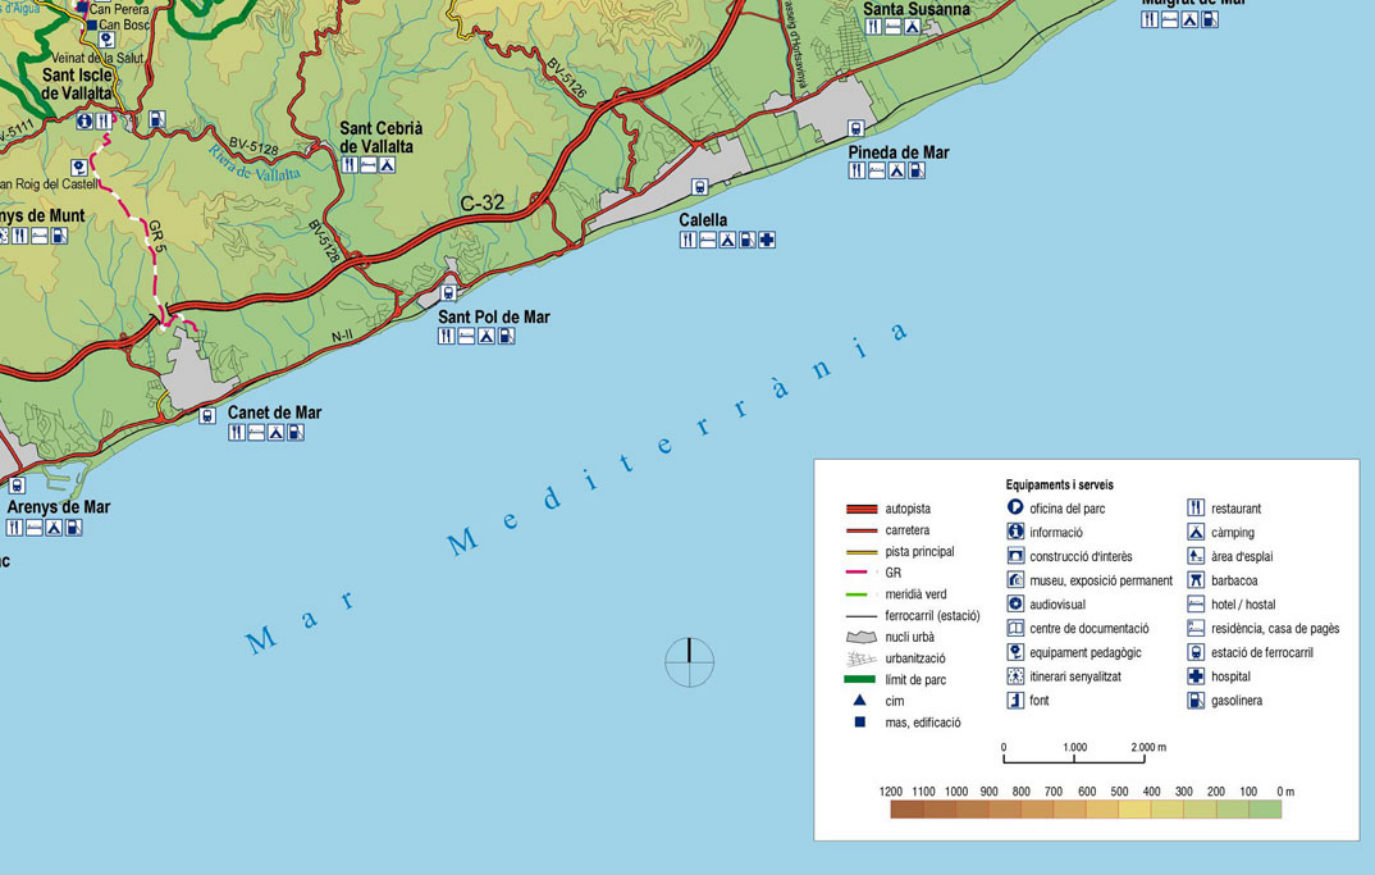 s d'Aigua
Can Perera
Can Bosc
Veïnat de la Salut
Sant Iscle
de Vallalta
BV-5126
Santa Susanna
Malgrat de Mar
V-5111
BV-5128
Riera de Vallalta
Sant Cebrià
de Vallalta
Pineda de Mar
an Roig del Castell
nys de Munt
GR 5
BV-5128
C-32
Calella
Sant Pol de Mar
N-II
Canet de Mar
Arenys de Mar
Mar Mediterrània
Equipaments i serveis
autopista
carretera
pista principal
GR
meridià verd
ferrocarril (estació)
nucli urbà
urbanització
límit de parc
cim
mas, edificació
oficina del parc
informació
construcció d'interès
museu, exposició permanent
audiovisual
centre de documentació
equipament pedagògic
itinerari senyalitzat
font
restaurant
càmping
àrea d'esplai
barbacoa
hotel / hostal
residència, casa de pagès
estació de ferrocarril
hospital
gasolinera
0 1.000 2.000 m
1200 1100 1000 900 800 700 600 500 400 300 200 100 0 m